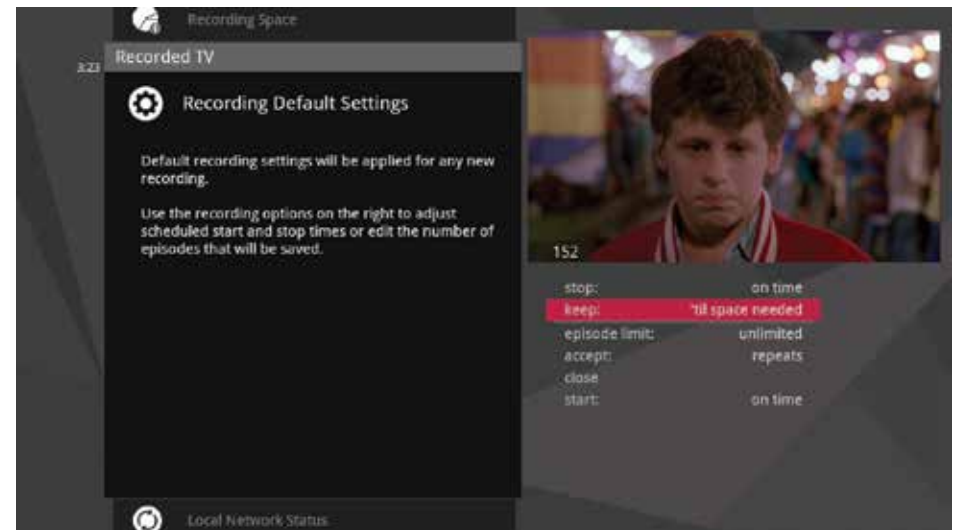 Recording Space
3:23
Recorded TV
Recording Default Settings
Default recording settings will be applied for any new
recording.
Use the recording options on the right to adjust
scheduled start and stop times or edit the number of
episodes that will be saved.
152
stop: on time
keep: 'till space needed
episode limit: unlimited
accept: repeats
close
start: on time
Local Network Status